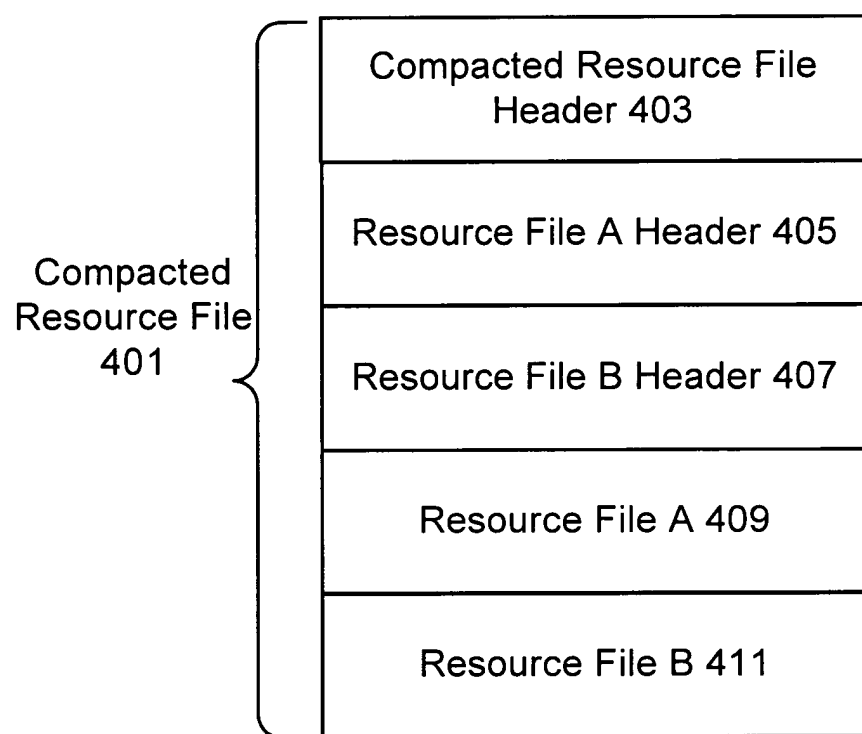 Compacted Resource File
Header 403
Resource File A Header 405
Compacted
Resource File
401
Resource File B Header 407
Resource File A 409
Resource File B 411